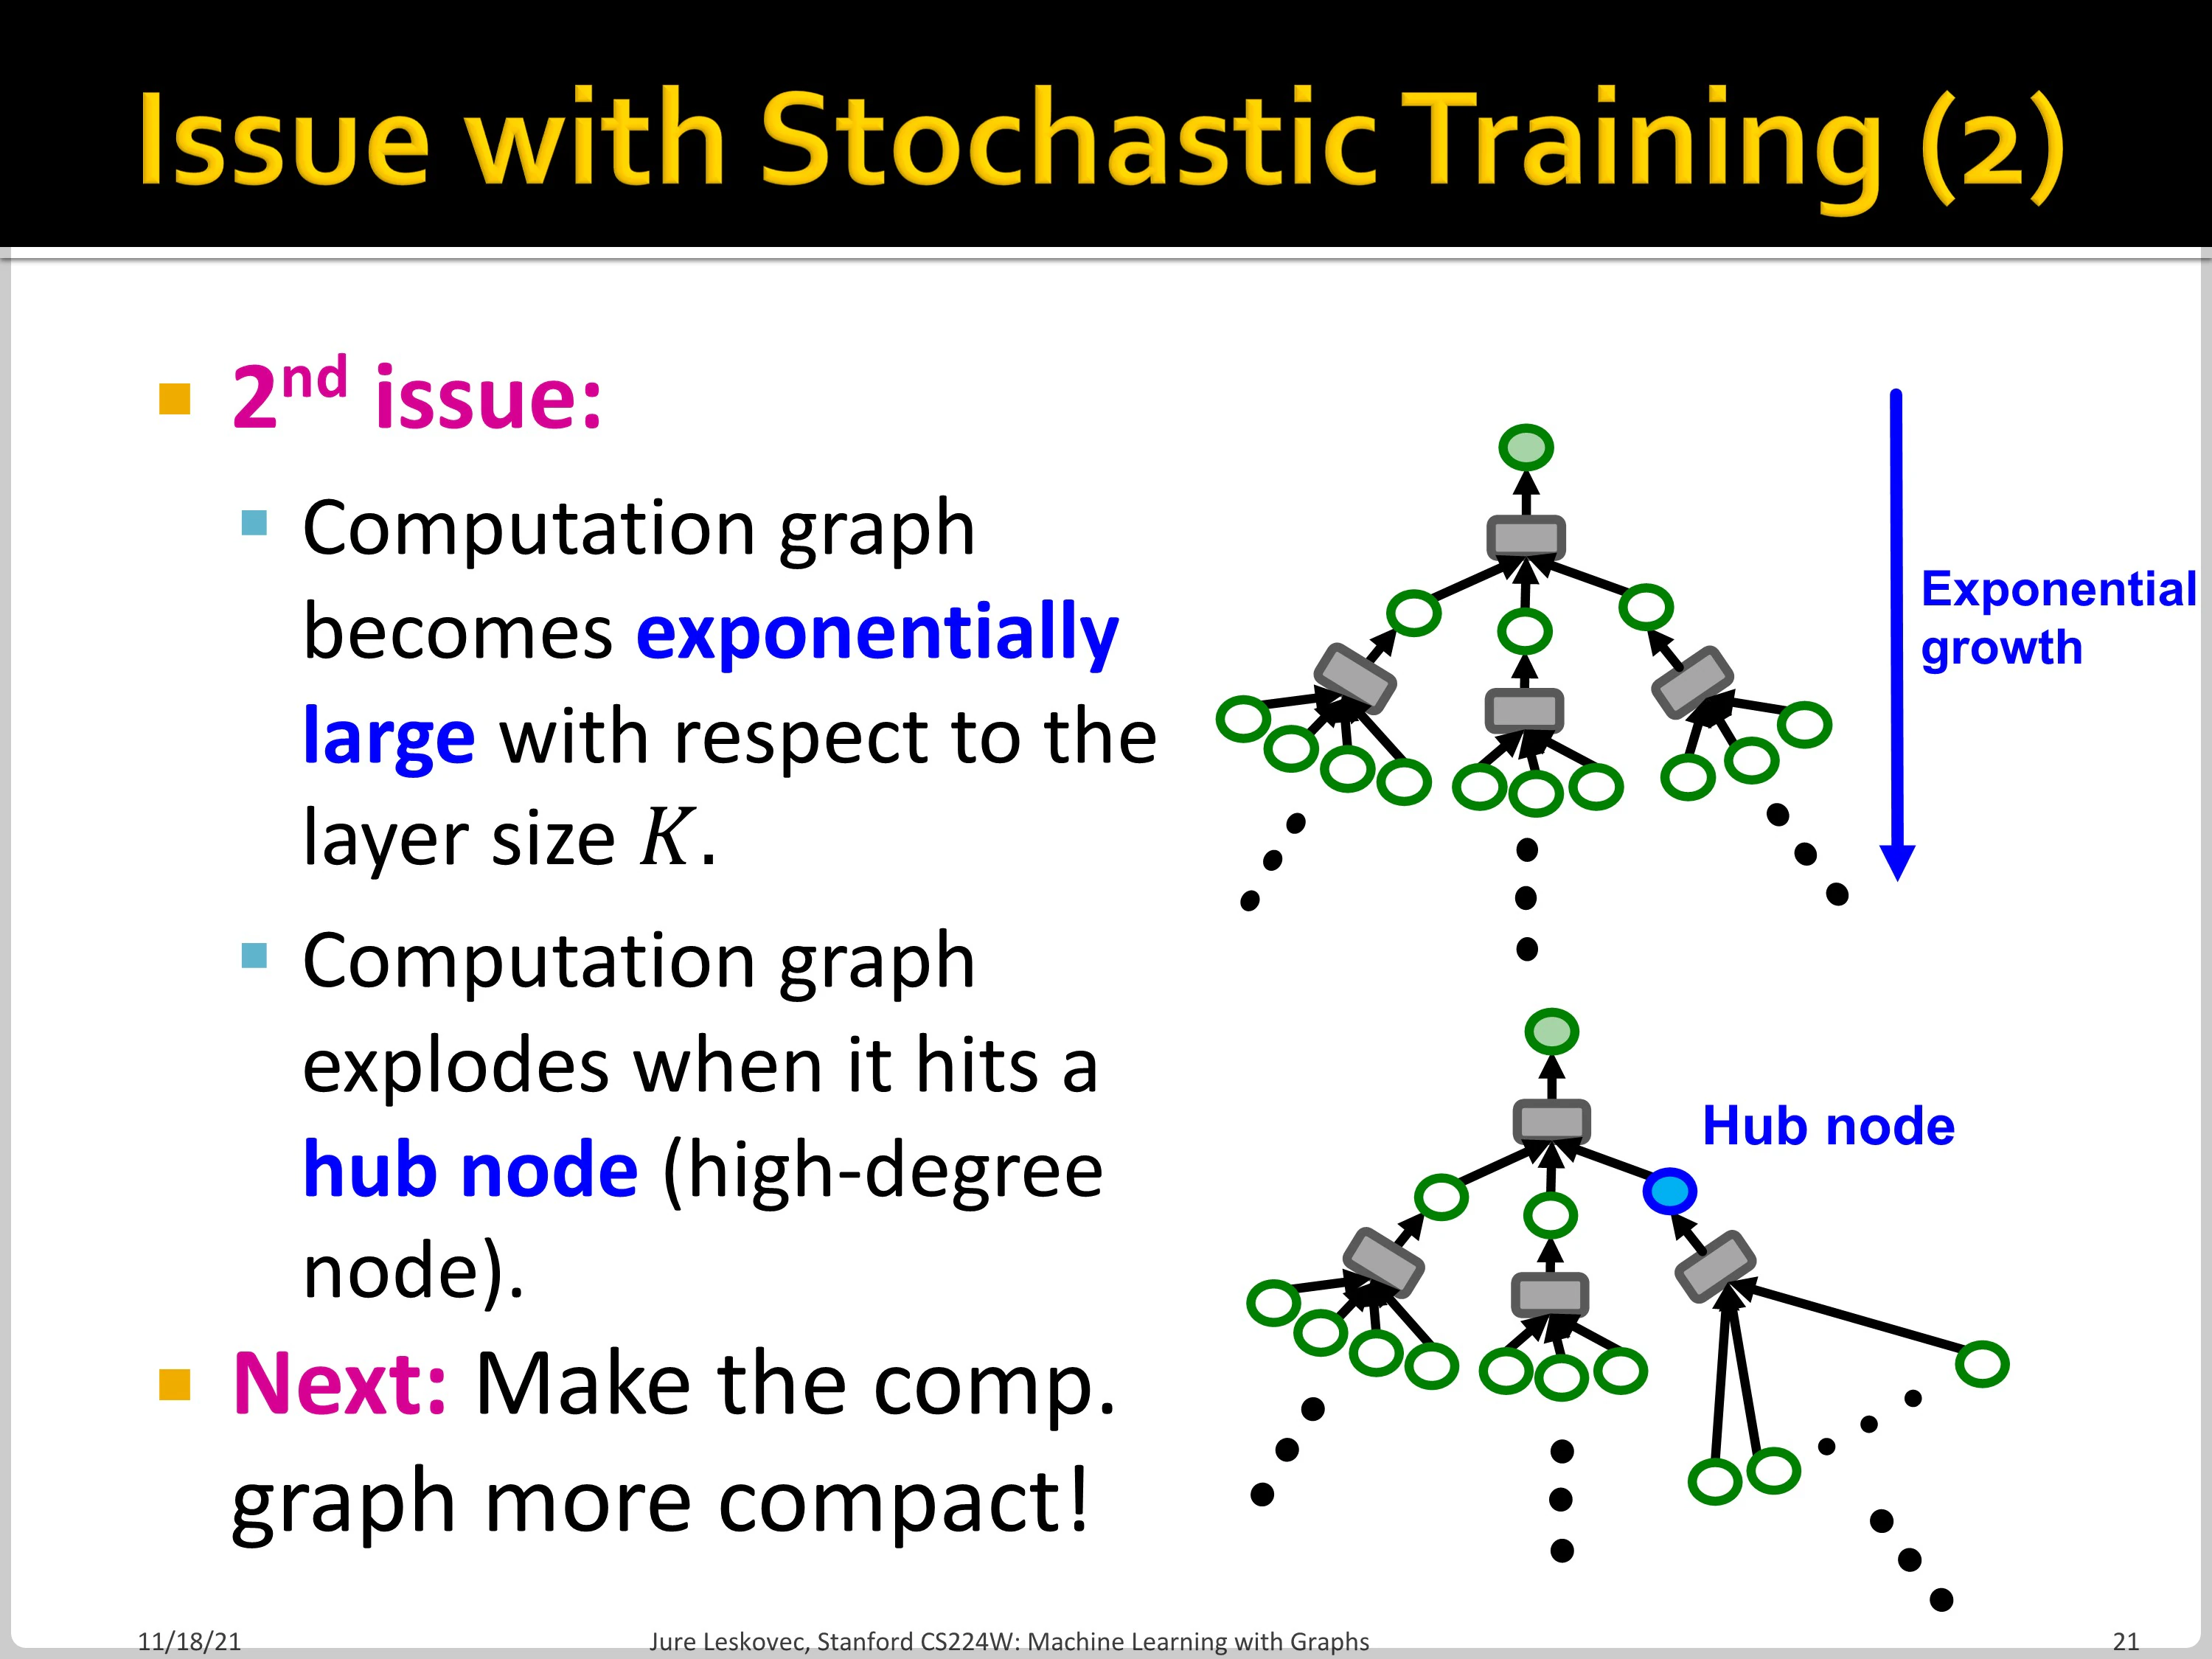 Issue with Stochastic Training (2)
2nd issue:
Computation graph
becomes exponentially
large with respect to the
layer size K.
Computation graph
explodes when it hits a
hub node (high-degree
node).
Next: Make the comp.
graph more compact!
Exponential
growth
Hub node
11/18/21
Jure Leskovec, Stanford CS224W: Machine Learning with Graphs
21